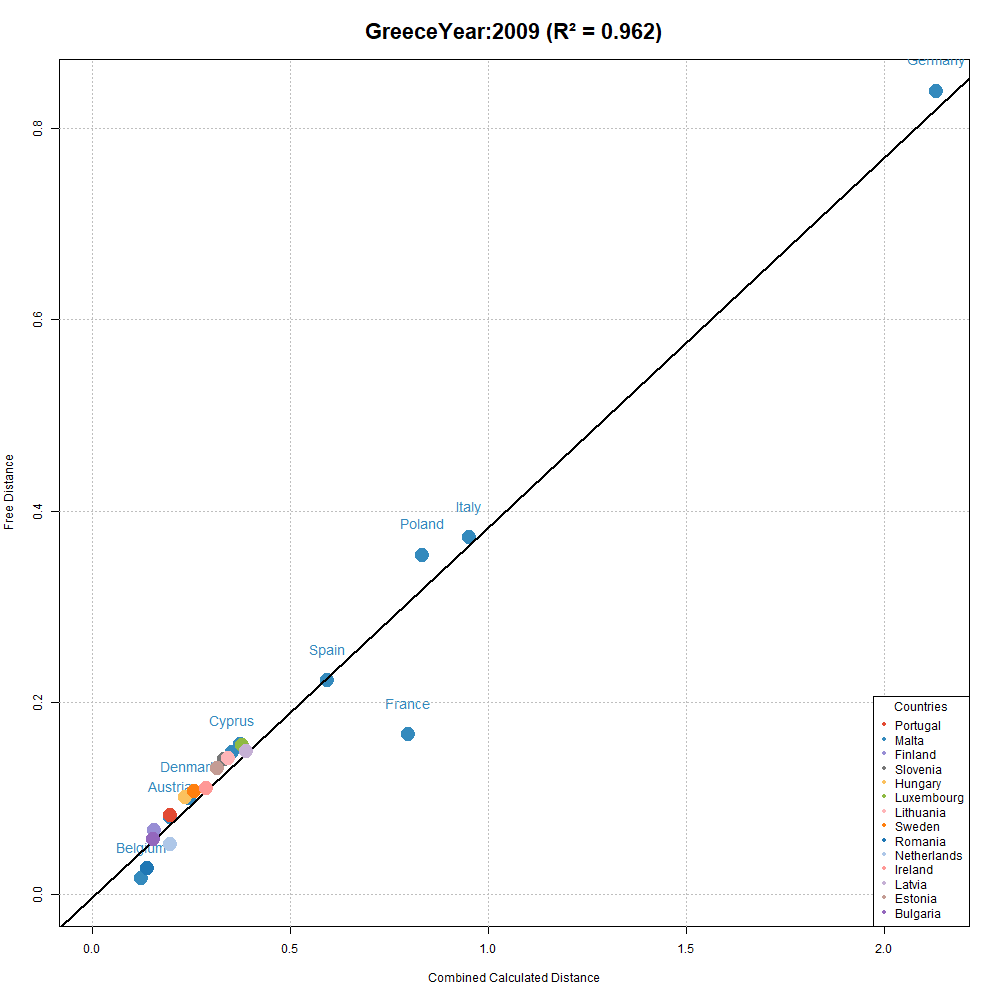 GreeceYear:2009 (R² = 0.962)
Germany
0.8
0.6
Free Distance
0.4
Italy
Poland
Spain
0.2
France
Cyprus
Denmark
Austria
Belgium
0.0
Countries
Portugal
Malta
Finland
Slovenia
Hungary
Luxembourg
Lithuania
Sweden
Romania
Netherlands
Ireland
Latvia
Estonia
Bulgaria
0.0 0.5 1.0 1.5 2.0
Combined Calculated Distance